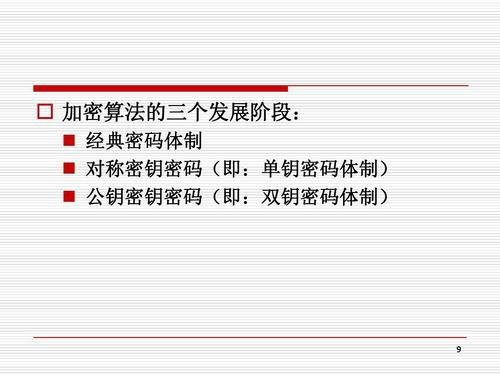 加密算法的三个发展阶段：
经典密码体制
对称密钥密码（即：单钥密码体制）
公钥密钥密码（即：双钥密码体制）
9